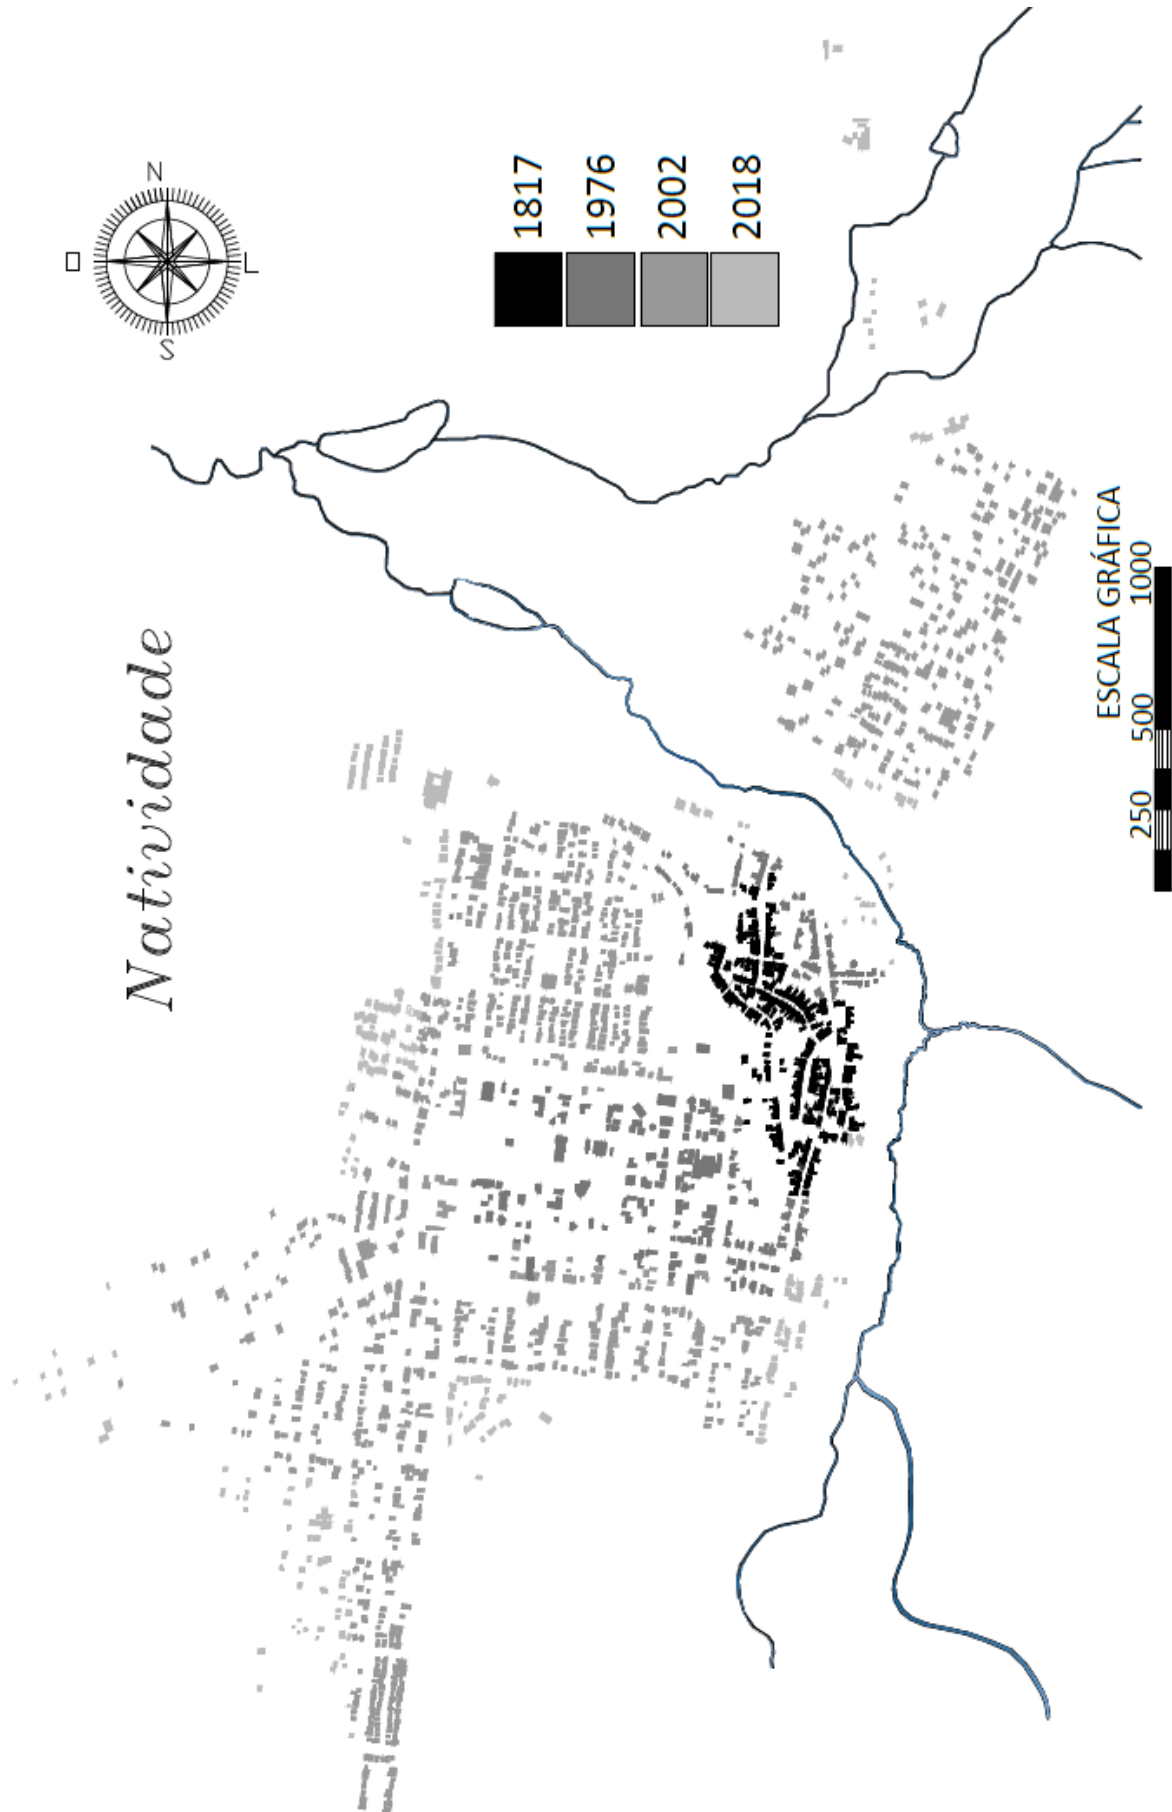 Natividade
N
O
L
S
1817
1976
2002
2018
ESCALA GRÁFICA
250 500 1000